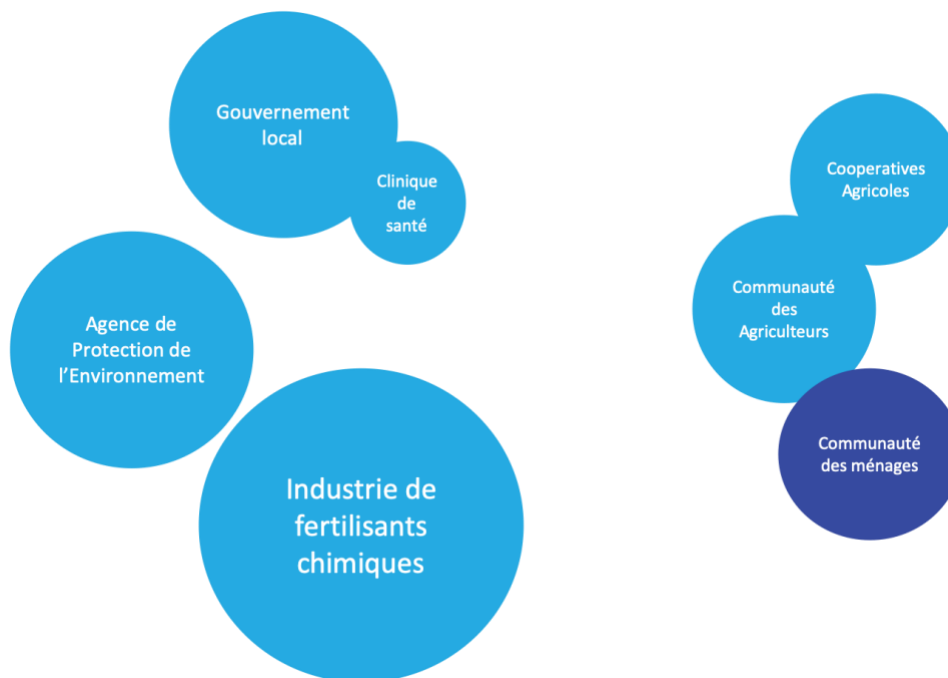 Gouvernement
local
Clinique
de
santé
Cooperatives
Agricoles
Communauté
des
Agriculteurs
Agence de
Protection de
l’Environnement
Communauté
des ménages
Industrie de
fertilisants
chimiques